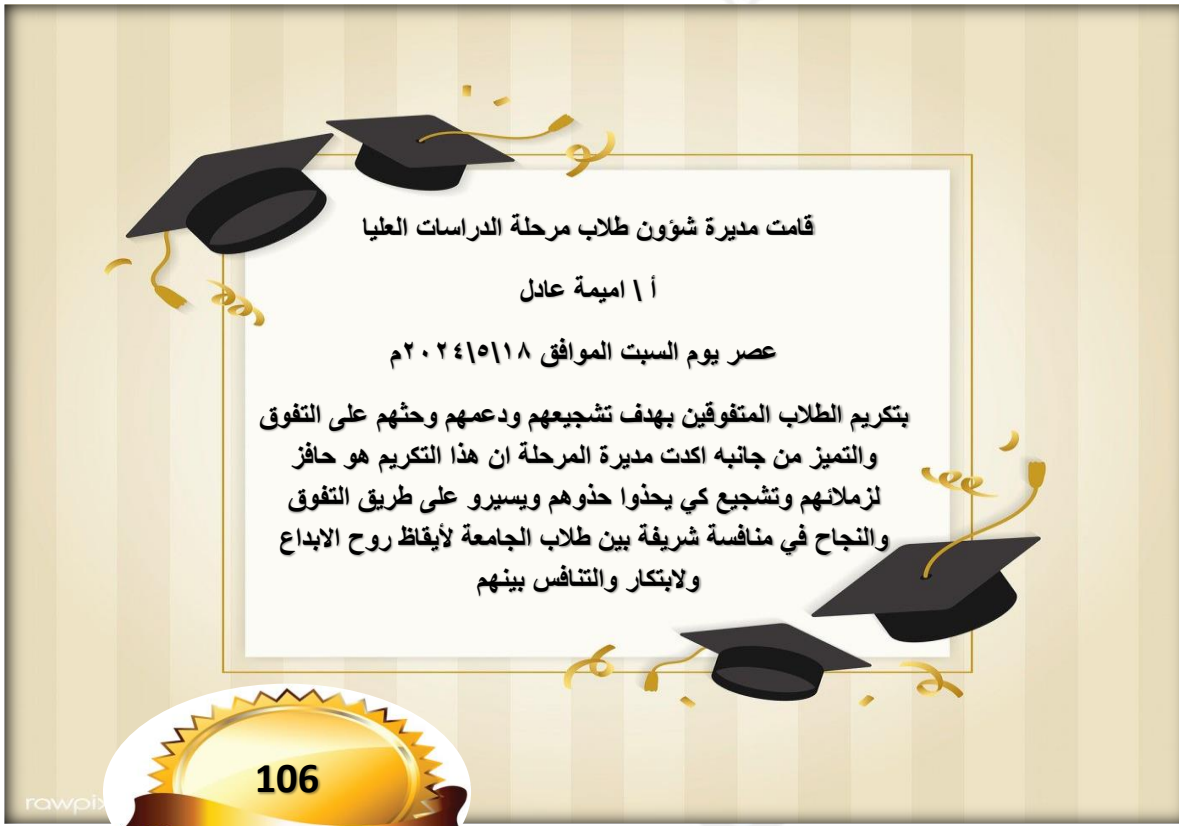 قامت مديرة شؤون طلاب مرحلة الدراسات العليا
أ \ اميمة عادل
عصر يوم السبت الموافق ١٨\٥\٢٠٢٤م
بتكريم الطلاب المتفوقين بهدف تشجيعهم ودعمهم وحثهم على التفوق
والتميز من جانبه اكدت مديرة المرحلة ان هذا التكريم هو حافز
لزملائهم وتشجيع كي يحذوا حذوهم ويسيرو على طريق التفوق
والنجاح في منافسة شريفة بين طلاب الجامعة لأيقاظ روح الابداع
ولابتكار والتنافس بينهم
106